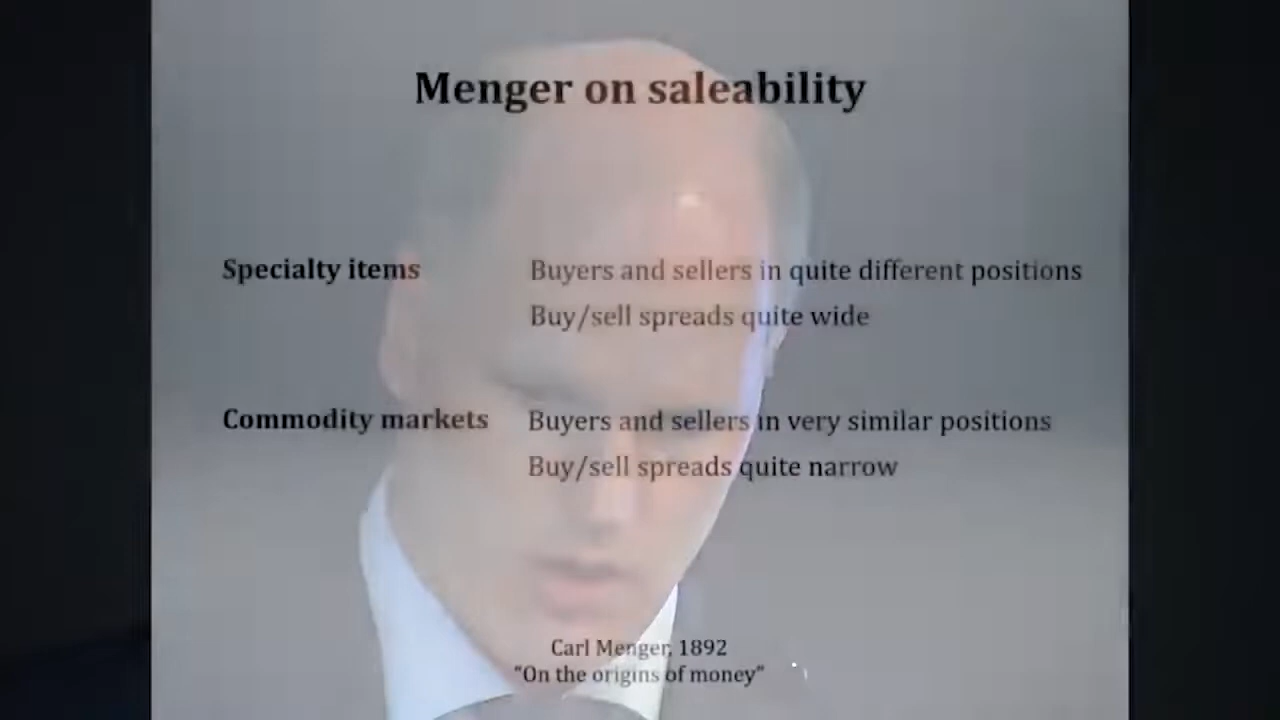 Menger on saleability
Specialty items
Buyers and sellers in quite different positions
Buy/sell spreads quite wide
Commodity markets
Buyers and sellers in very similar positions
Buy/sell spreads quite narrow
Carl Menger, 1892
“On the origins of money”